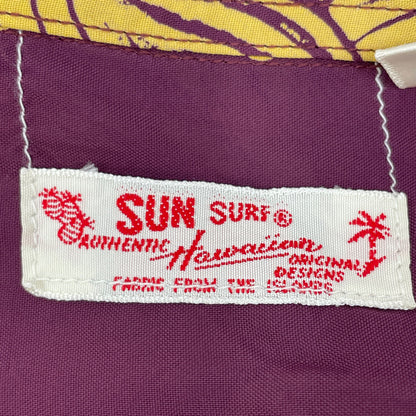 SUN SURF®
AUTHENTIC Hawaiian ORIGINAL
DESIGNS
FABRIC FROM THE ISLANDS